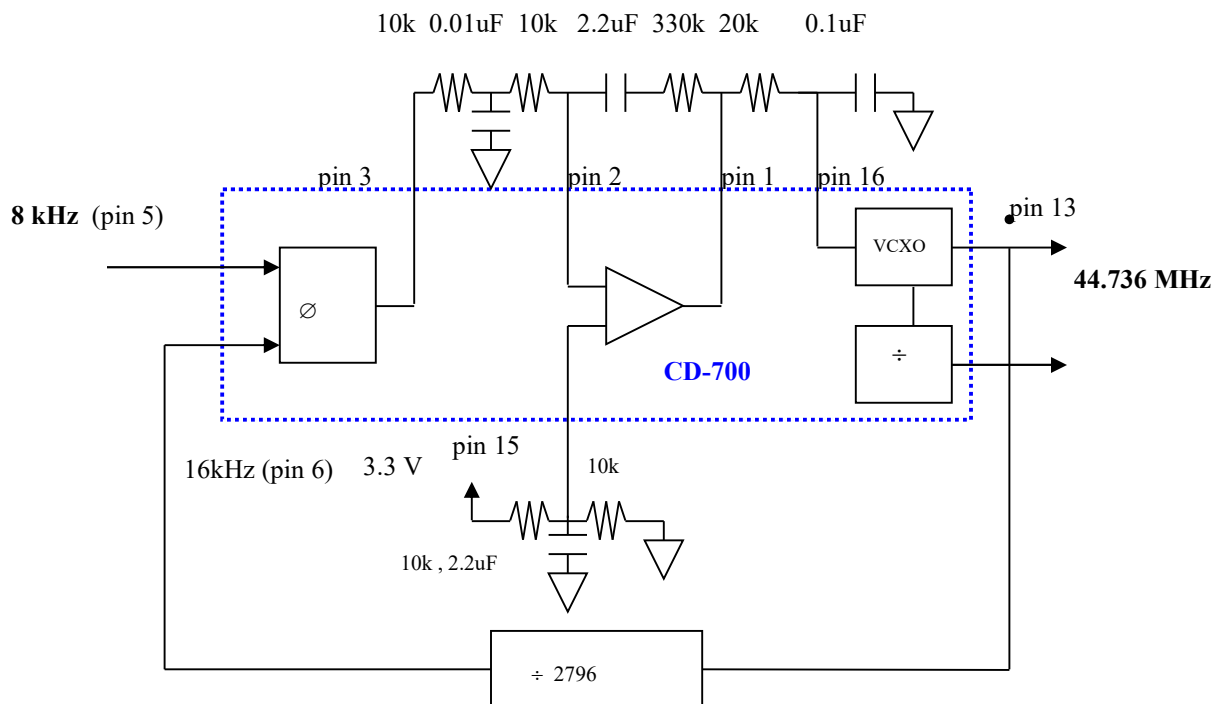 10k 0.01uF 10k 2.2uF 330k 20k 0.1uF
pin 3 pin 2 pin 1 pin 16
8 kHz (pin 5)
pin 13
VCXO
44.736 MHz
∅
÷
CD-700
16kHz (pin 6) 3.3 V pin 15 10k
10k , 2.2uF
÷ 2796